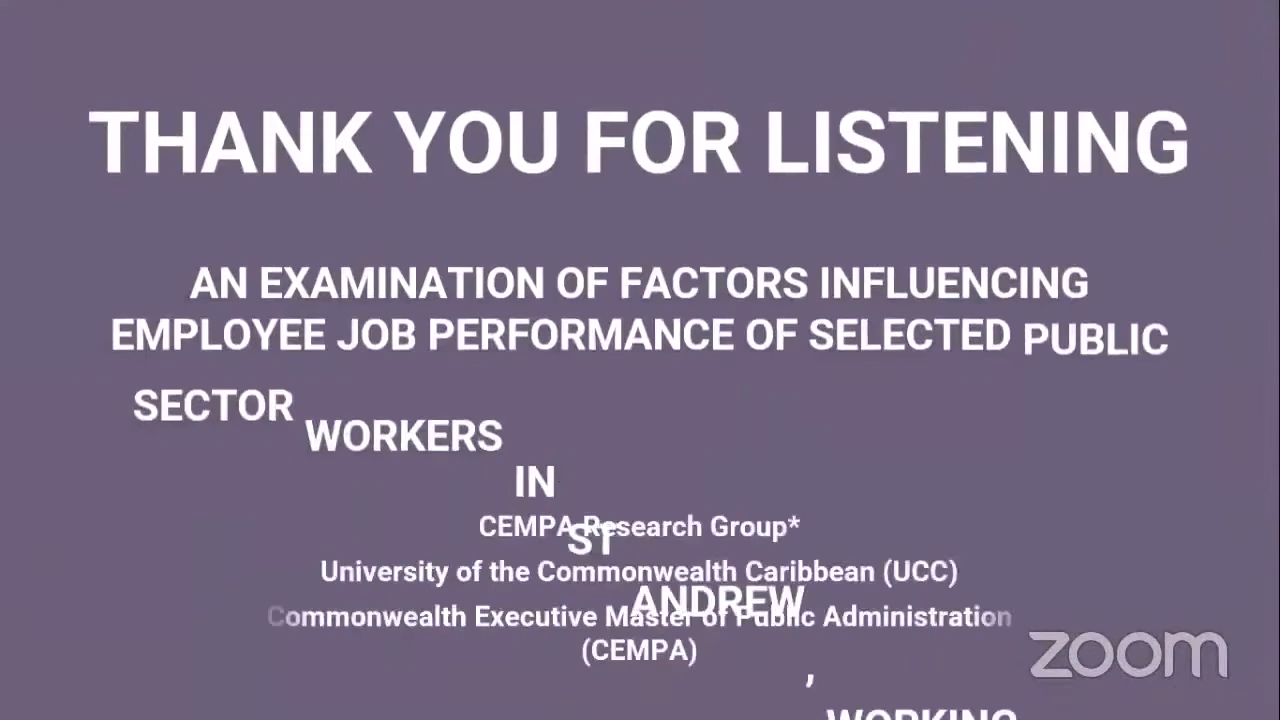 THANK YOU FOR LISTENING
AN EXAMINATION OF FACTORS INFLUENCING
EMPLOYEE JOB PERFORMANCE OF SELECTED PUBLIC
SECTOR
WORKERS
IN
CEMPA Research Group*
ST
University of the Commonwealth Caribbean (UCC)
ANDREW
Commonwealth Executive Master of Public Administration
(CEMPA)
,
WORKING
zoom